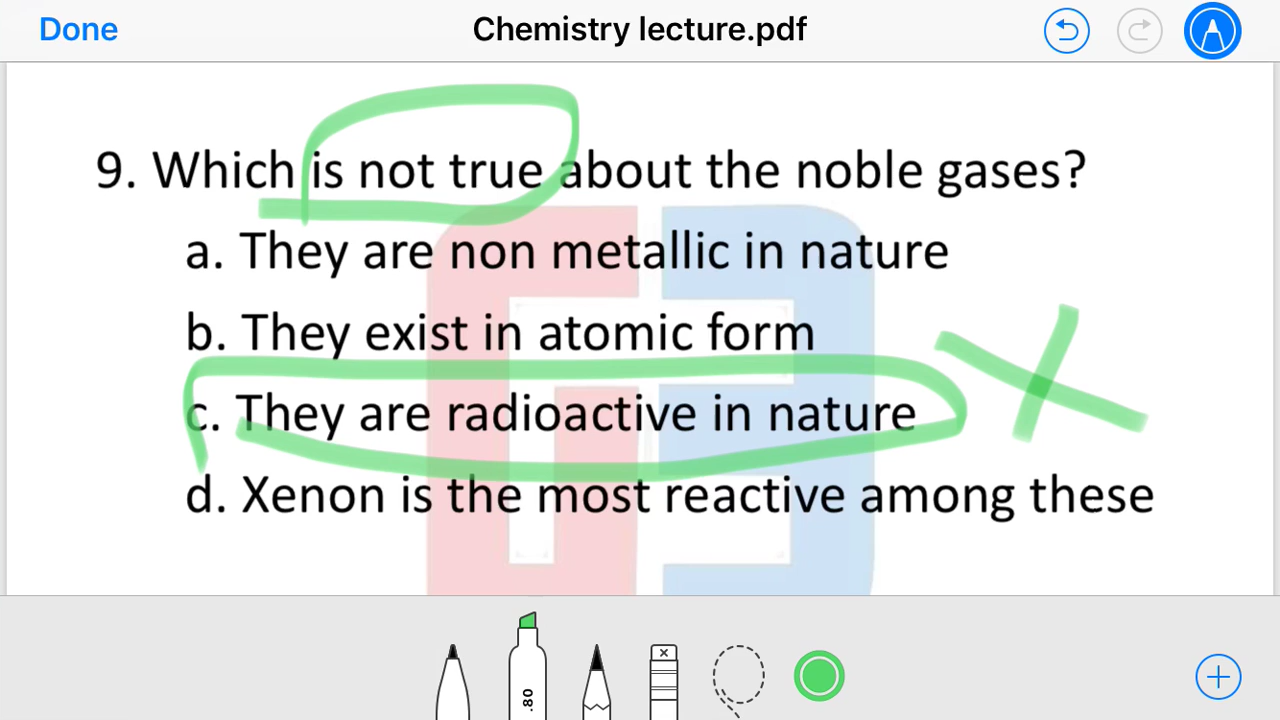 Done Chemistry lecture.pdf
9. Which is not true about the noble gases?
a. They are non metallic in nature
b. They exist in atomic form
c. They are radioactive in nature
d. Xenon is the most reactive among these
.80